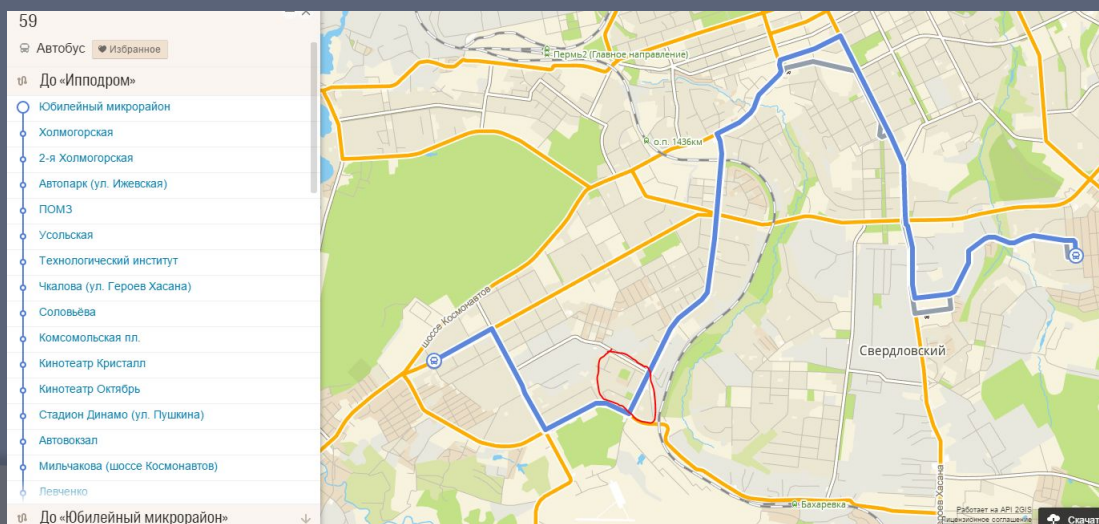 59
Автобус Избранное
До «Ипподром»
Юбилейный микрорайон
Холмогорская
2-я Холмогорская
Автопарк (ул. Ижевская)
ПОМЗ
Усольская
Технологический институт
Чкалова (ул. Героев Хасана)
Соловьёва
Комсомольская пл.
Кинотеатр Кристалл
Кинотеатр Октябрь
Стадион Динамо (ул. Пушкина)
Автовокзал
Мильчакова (шоссе Космонавтов)
Левченко
До «Юбилейный микрорайон»
Пермь2 (Главное направление)
о.п. 1436км
шоссе Космонавтов
Свердловский
Бахаревка
Хасана
Работает на API 2GIS
Лицензионное соглашение
Скачат